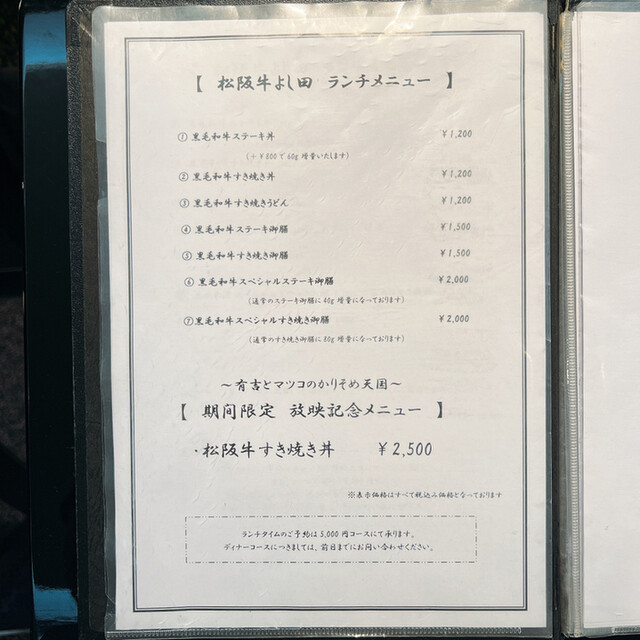 【 松阪牛よし田 ランチメニュー 】
① 黒毛和牛ステーキ丼 ¥1,200
(+¥800で60g増量いたします)
② 黒毛和牛すき焼き丼 ¥1,200
③ 黒毛和牛すき焼きうどん ¥1,200
④ 黒毛和牛ステーキ御膳 ¥1,500
⑤ 黒毛和牛すき焼き御膳 ¥1,500
⑥ 黒毛和牛スペシャルステーキ御膳 ¥2,000
(通常のステーキ御膳に40g増量になっております)
⑦ 黒毛和牛スペシャルすき焼き御膳 ¥2,000
(通常のすき焼き御膳に80g増量になっております)
～有吉とマツコのかりそめ天国～
【 期間限定 放映記念メニュー 】
・松阪牛すき焼き丼 ¥2,500
※表示価格はすべて税込み価格となっております
ランチタイムのご予約は5,000円コースにて承ります。
ディナーコースにつきましては、前日までにお問い合わせください。